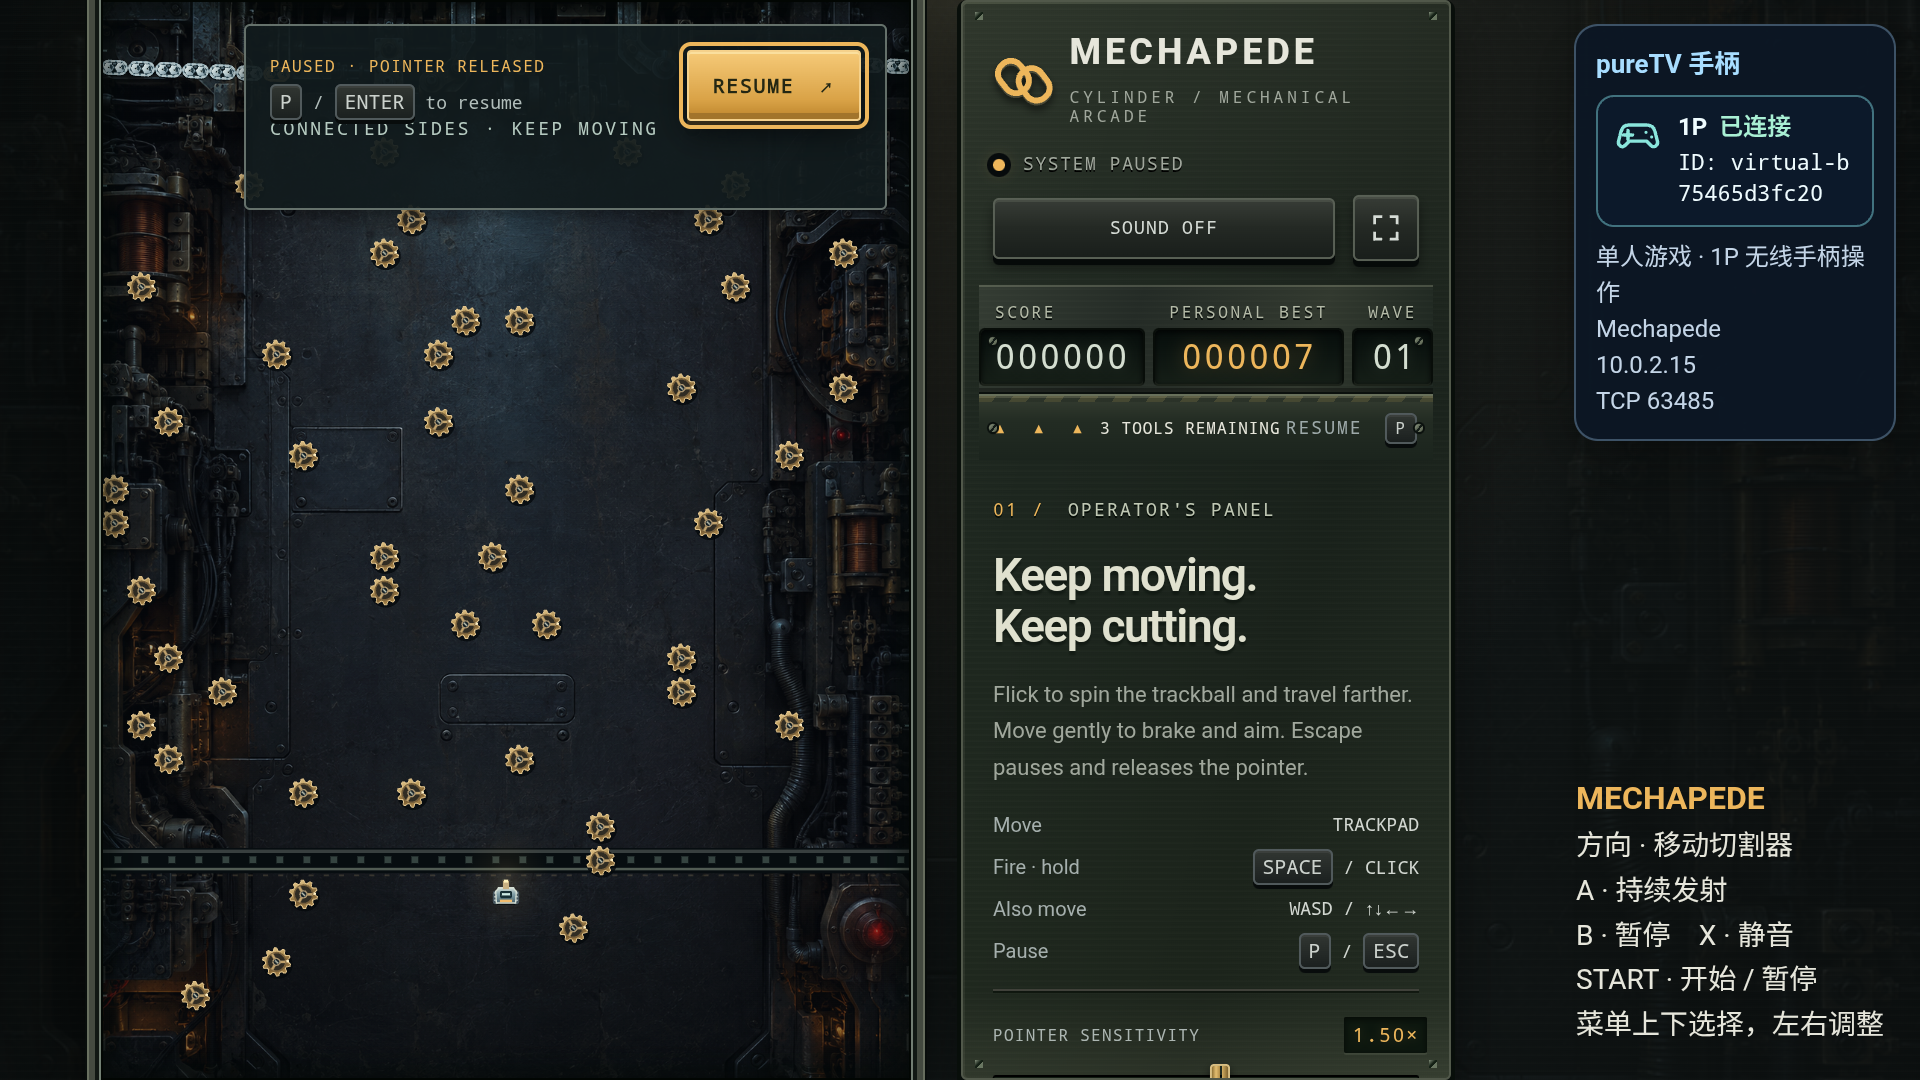 PAUSED · POINTER RELEASED
P / ENTER to resume
CONNECTED SIDES · KEEP MOVING
RESUME ↗
MECHAPEDE
CYLINDER / MECHANICAL
ARCADE
SYSTEM PAUSED
SOUND OFF
SCORE PERSONAL BEST WAVE
000000 000007 01
▲ ▲ ▲ 3 TOOLS REMAINING RESUME P
01 / OPERATOR'S PANEL
Keep moving.
Keep cutting.
Flick to spin the trackball and travel farther.
Move gently to brake and aim. Escape
pauses and releases the pointer.
Move TRACKPAD
Fire · hold SPACE / CLICK
Also move WASD / ↑↓←→
Pause P / ESC
POINTER SENSITIVITY 1.50×
pureTV 手柄
1P 已连接
ID: virtual-b
75465d3fc20
单人游戏 · 1P 无线手柄操
作
Mechapede
10.0.2.15
TCP 63485
MECHAPEDE
方向 · 移动切割器
A · 持续发射
B · 暂停 X · 静音
START · 开始 / 暂停
菜单上下选择，左右调整